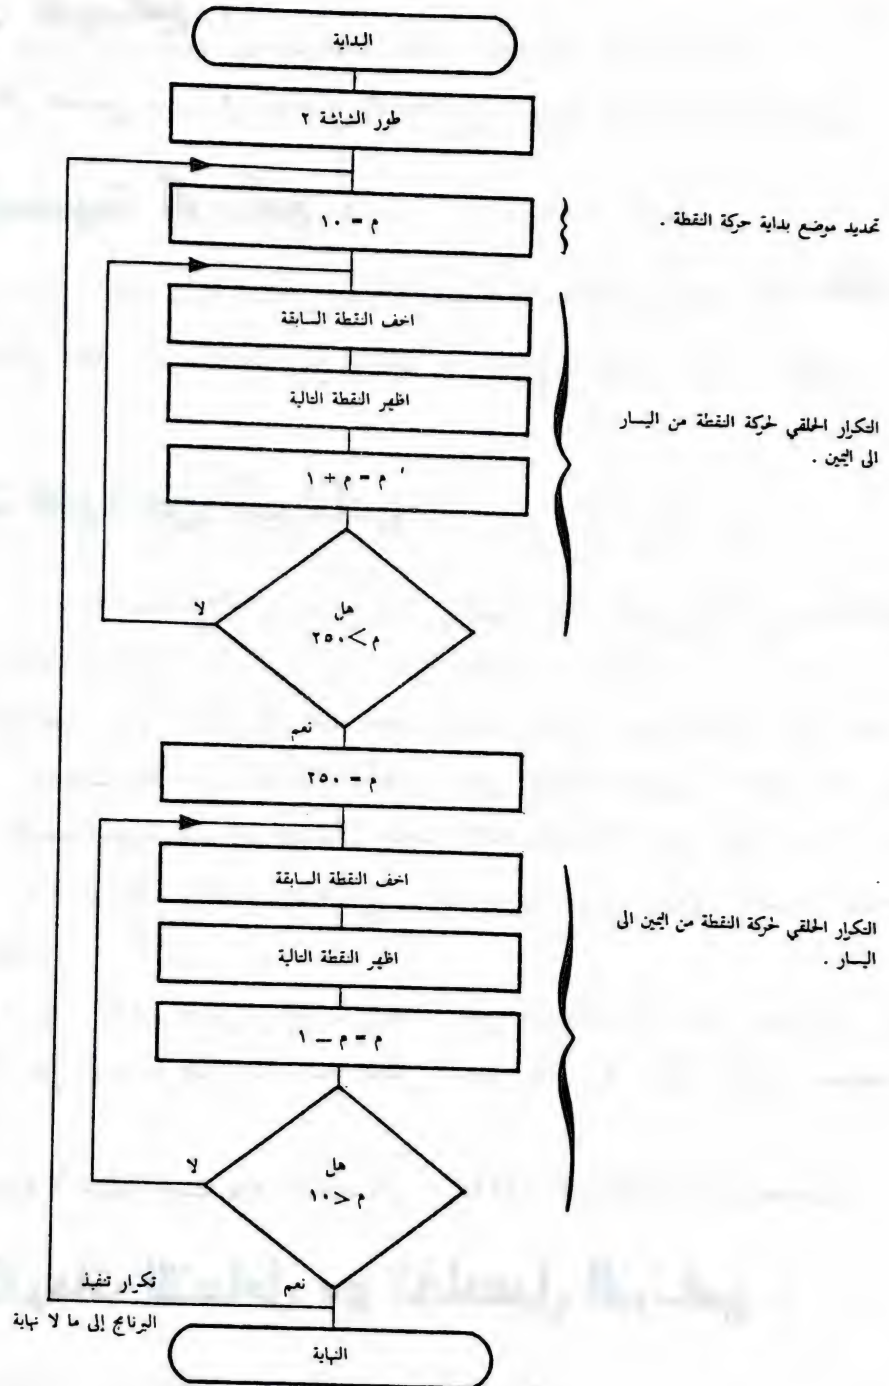 البداية
طور الشاشة ٢
م = ١٠
تحديد موضع بداية حركة النقطة .
اخف النقطة السابقة
اظهر النقطة التالية
التكرار الحلقي لحركة النقطة من اليسار
الى اليمين .
م = م + ١
هل
م < ٢٥٠
لا
نعم
م = ٢٥٠
اخف النقطة السابقة
اظهر النقطة التالية
التكرار الحلقي لحركة النقطة من اليمين الى
اليسار .
م = م — ١
هل
م > ١٠
لا
نعم
تكرار تنفيذ
البرنامج إلى ما لا نهاية
النهاية